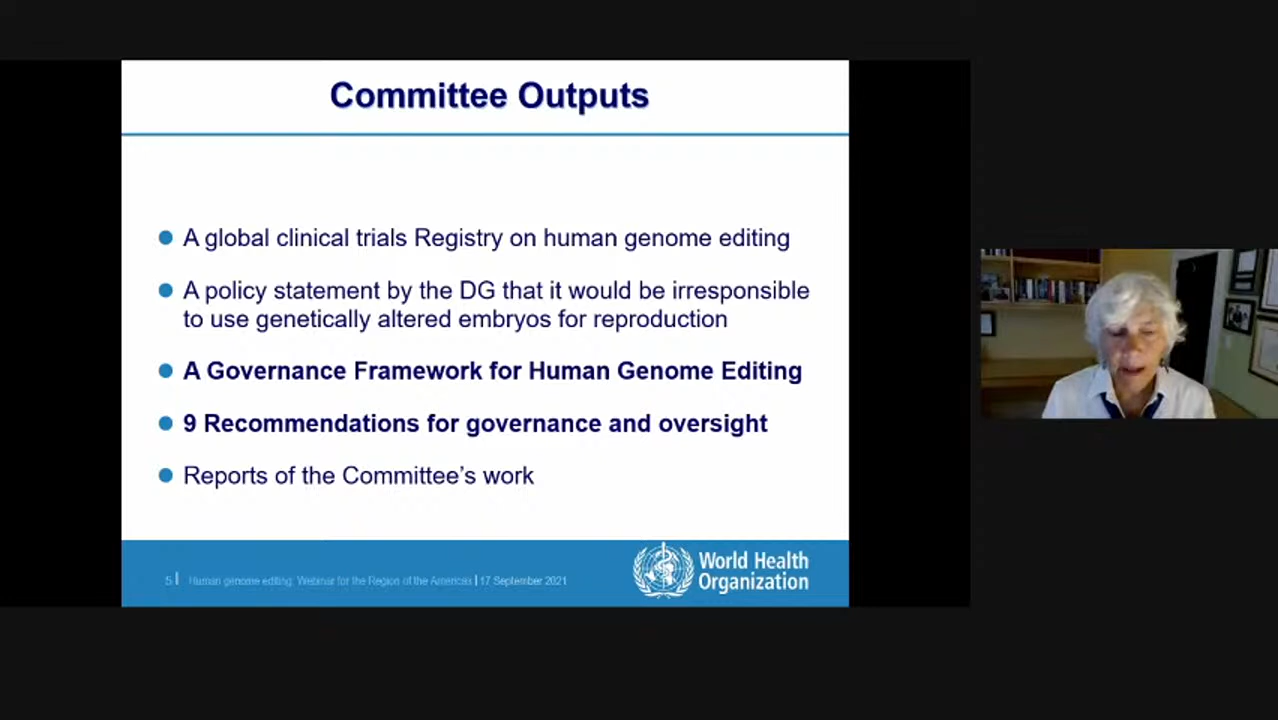 Committee Outputs
A global clinical trials Registry on human genome editing
A policy statement by the DG that it would be irresponsible
to use genetically altered embryos for reproduction
A Governance Framework for Human Genome Editing
9 Recommendations for governance and oversight
Reports of the Committee's work
5 | Human genome editing: Webinar for the Region of the Americas | 17 September 2021
World Health
Organization